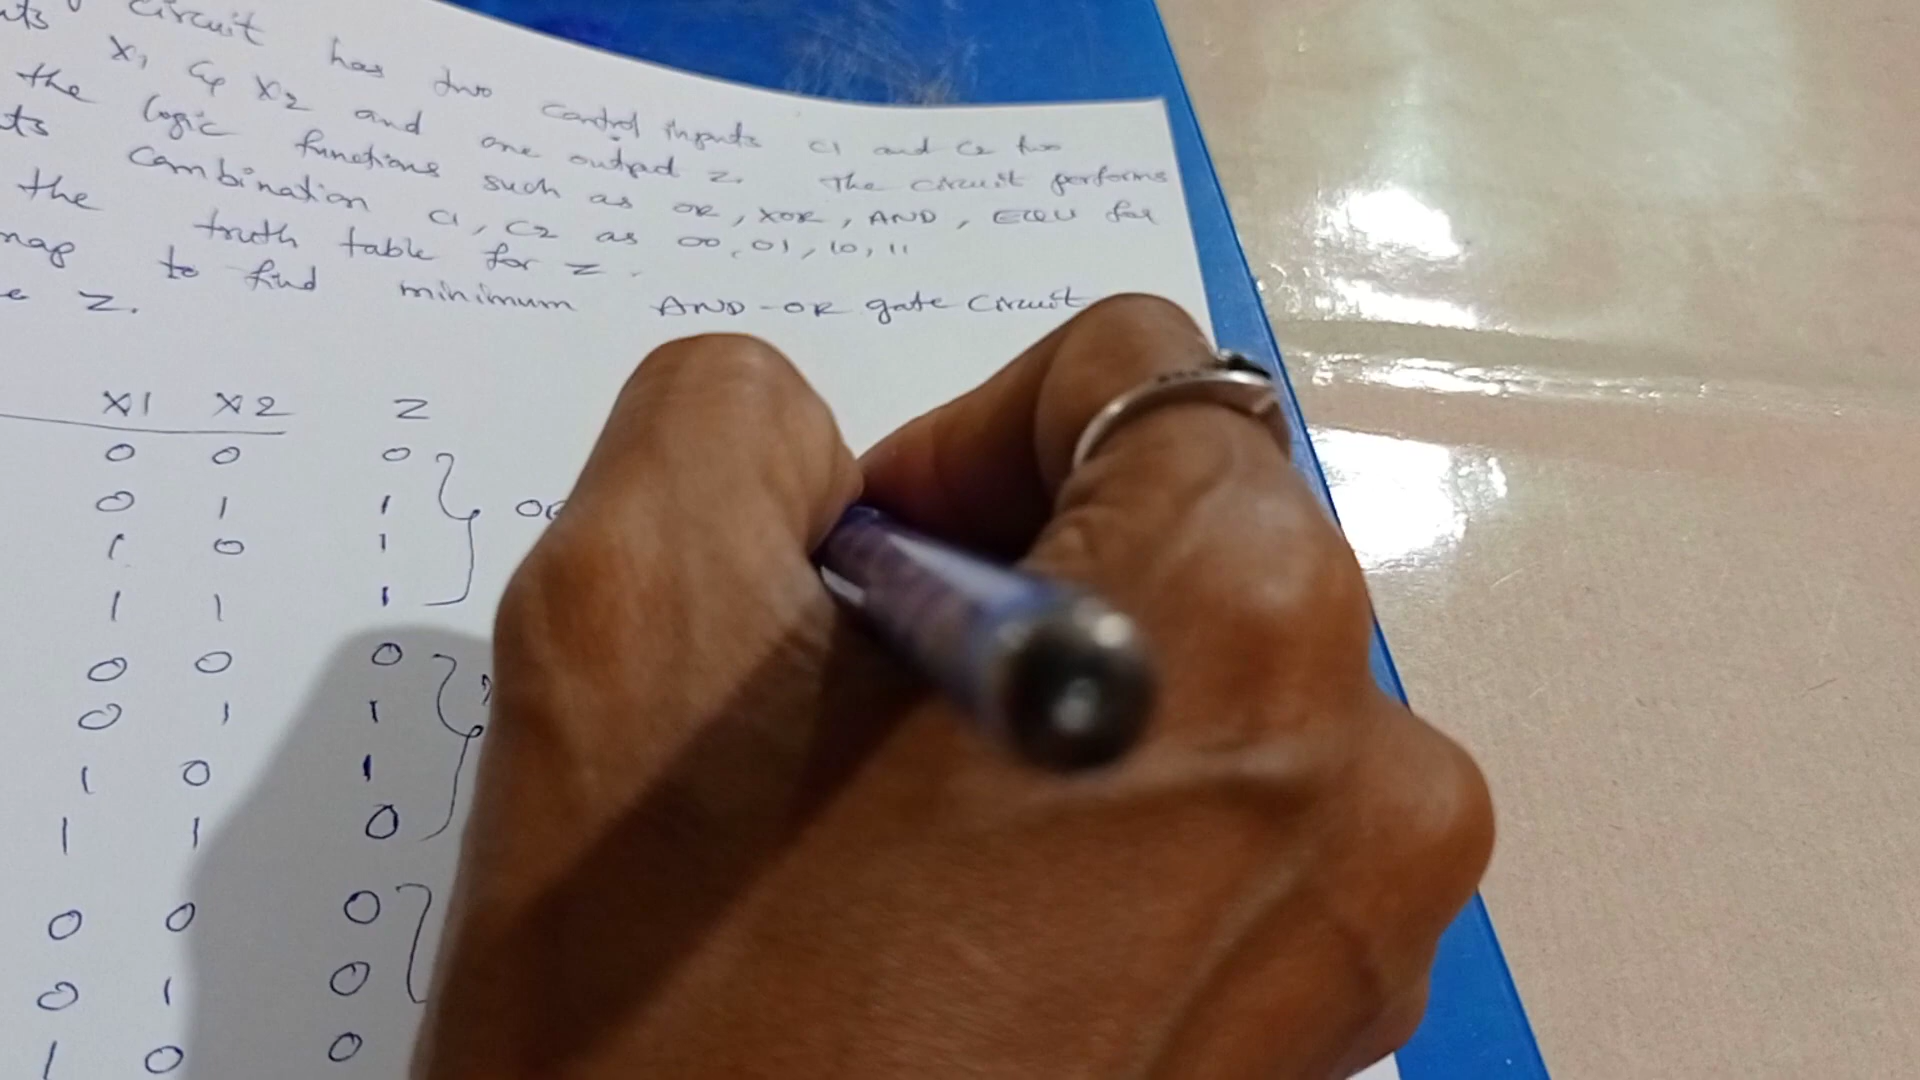 circuit has two control inputs c1 and c2 two
x1 & x2 and one output z. The circuit performs
the logic functions such as OR, XOR, AND, EQU for
combination c1, c2 as 00, 01, 10, 11
the truth table for z.
map to find minimum AND-OR gate circuit
z.
x1 x2 z
0 0 0
0 1 1 OR
1 0 1
1 1 1
0 0 0
0 1 1
1 0 1
1 1 0
0 0 0
0 1 0
1 0 0